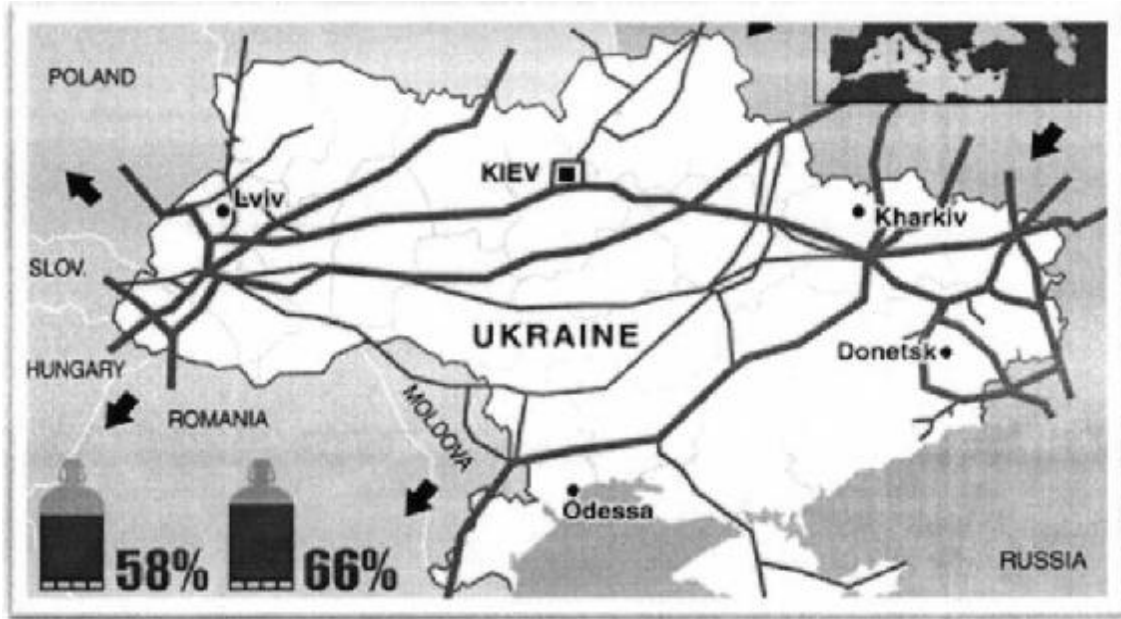 POLAND
KIEV
Lviv
Kharkiv
SLOV.
UKRAINE
Donetsk
HUNGARY
MOLDOVA
ROMANIA
Odessa
58%
66%
RUSSIA